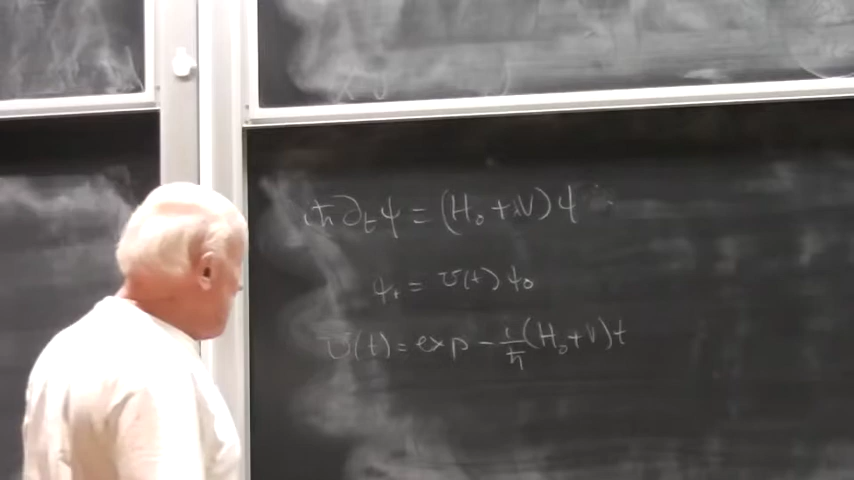 iħ∂ₜψ = (H₀ + λV)ψ
ψₜ = U(t) ψ₀
U(t) = exp - i/ħ (H₀ + V)t